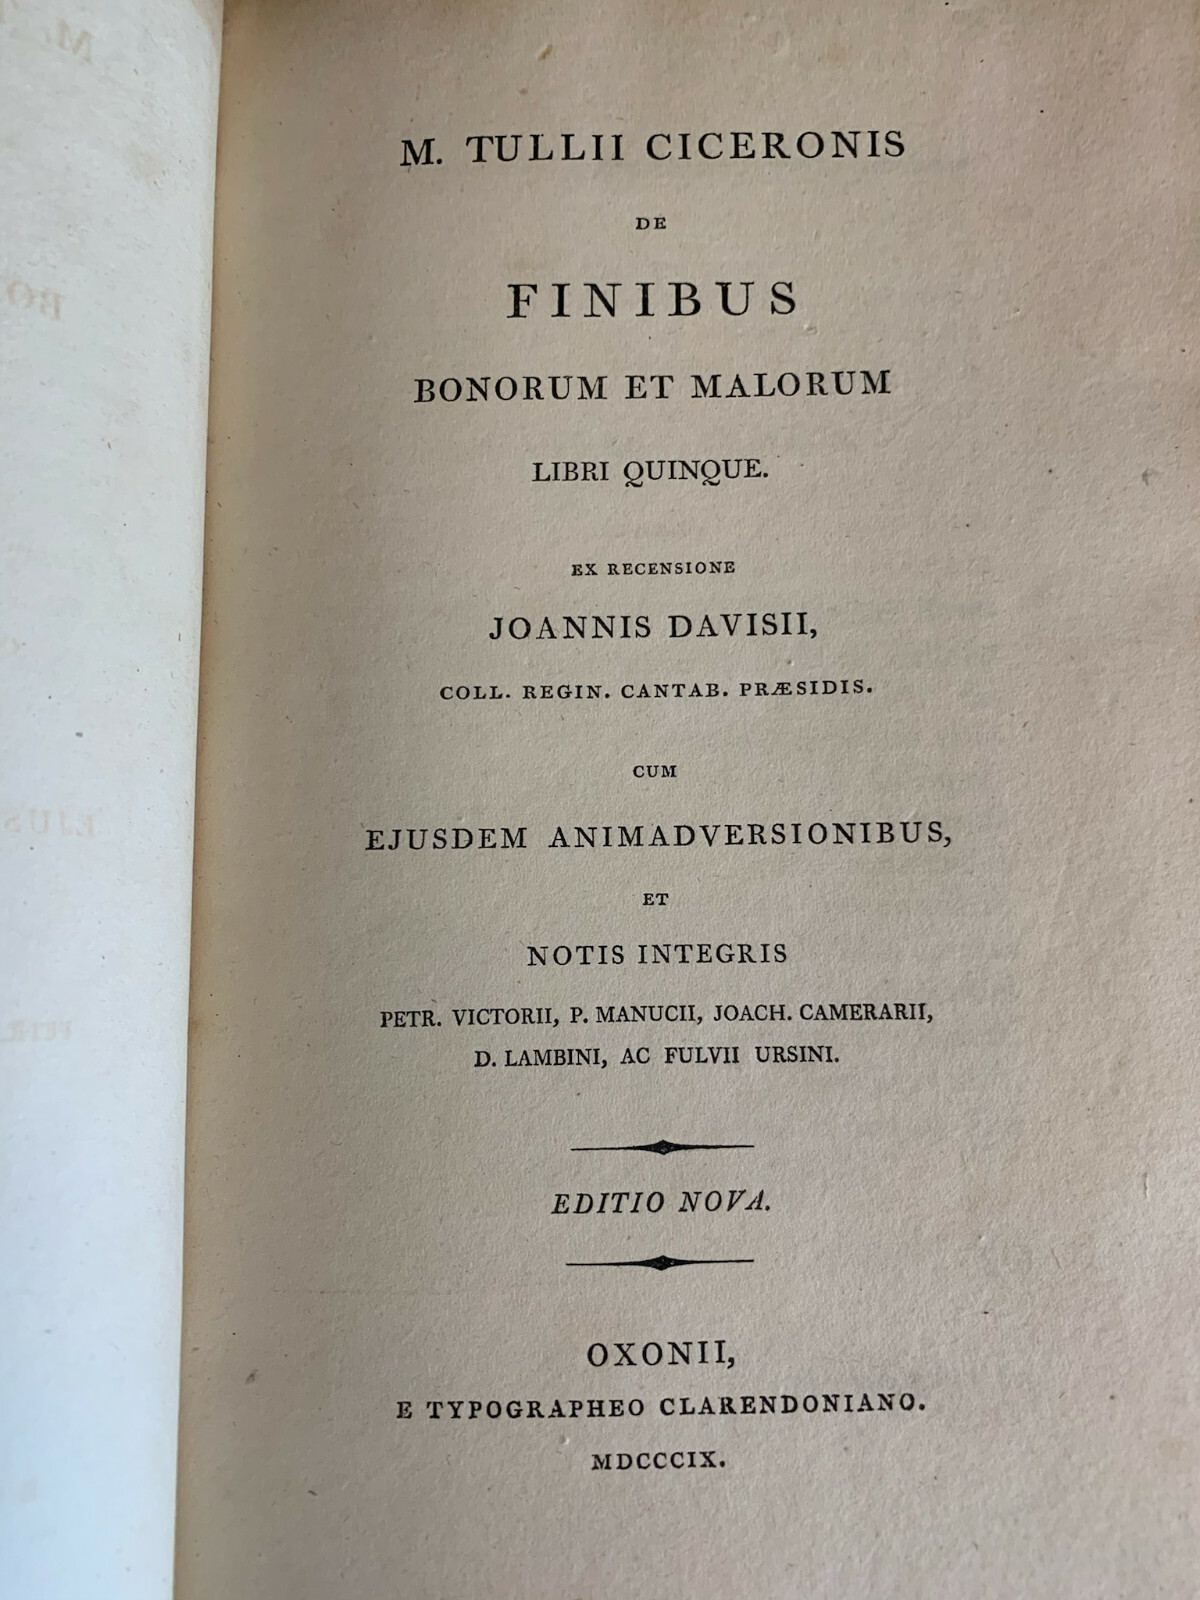 M. TULLII CICERONIS
DE
FINIBUS
BONORUM ET MALORUM
LIBRI QUINQUE.
EX RECENSIONE
JOANNIS DAVISII,
COLL. REGIN. CANTAB. PRÆSIDIS.
CUM
EJUSDEM ANIMADVERSIONIBUS,
ET
NOTIS INTEGRIS
PETR. VICTORII, P. MANUCII, JOACH. CAMERARII,
D. LAMBINI, AC FULVII URSINI.
EDITIO NOVA.
OXONII,
E TYPOGRAPHEO CLARENDONIANO.
MDCCCIX.